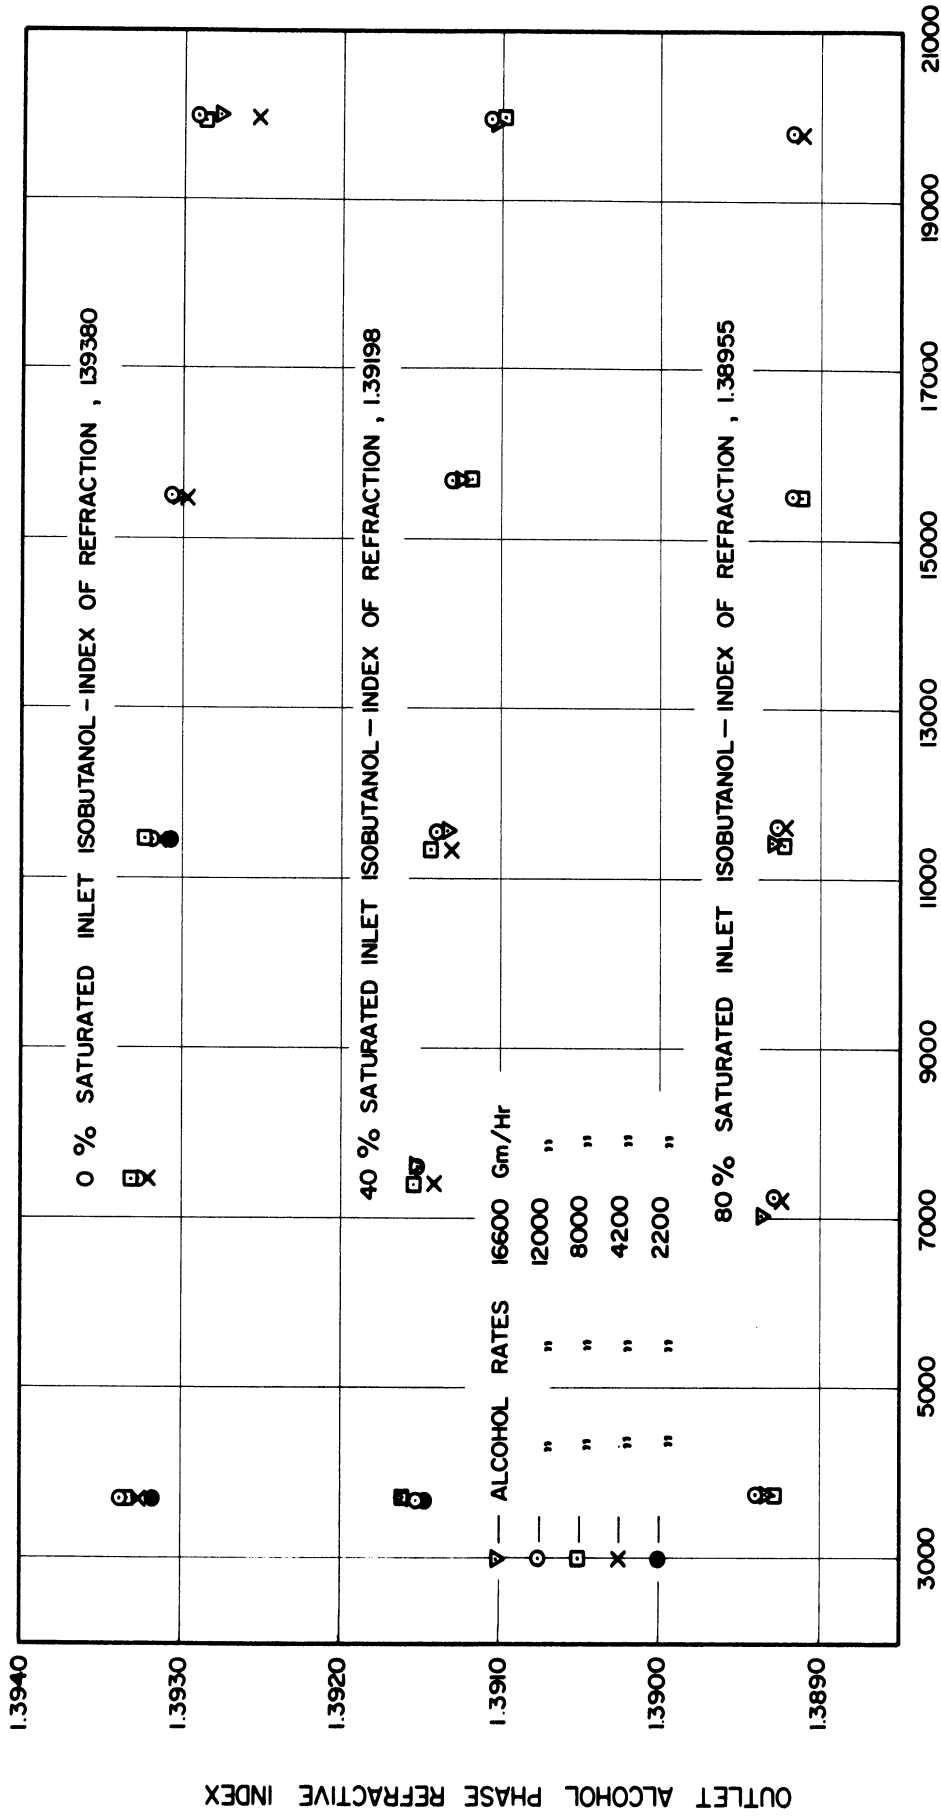 OUTLET ALCOHOL PHASE REFRACTIVE INDEX
1.3940
1.3930
1.3920
1.3910
1.3900
1.3890
0 % SATURATED INLET ISOBUTANOL-INDEX OF REFRACTION , 1.39380
40 % SATURATED INLET ISOBUTANOL-INDEX OF REFRACTION , 1.39198
ALCOHOL RATES 16600 Gm/Hr
" " 12000 "
" " 8000 "
" " 4200 "
" " 2200 "
80 % SATURATED INLET ISOBUTANOL-INDEX OF REFRACTION , 1.38955
3000 5000 7000 9000 11000 13000 15000 17000 19000 21000